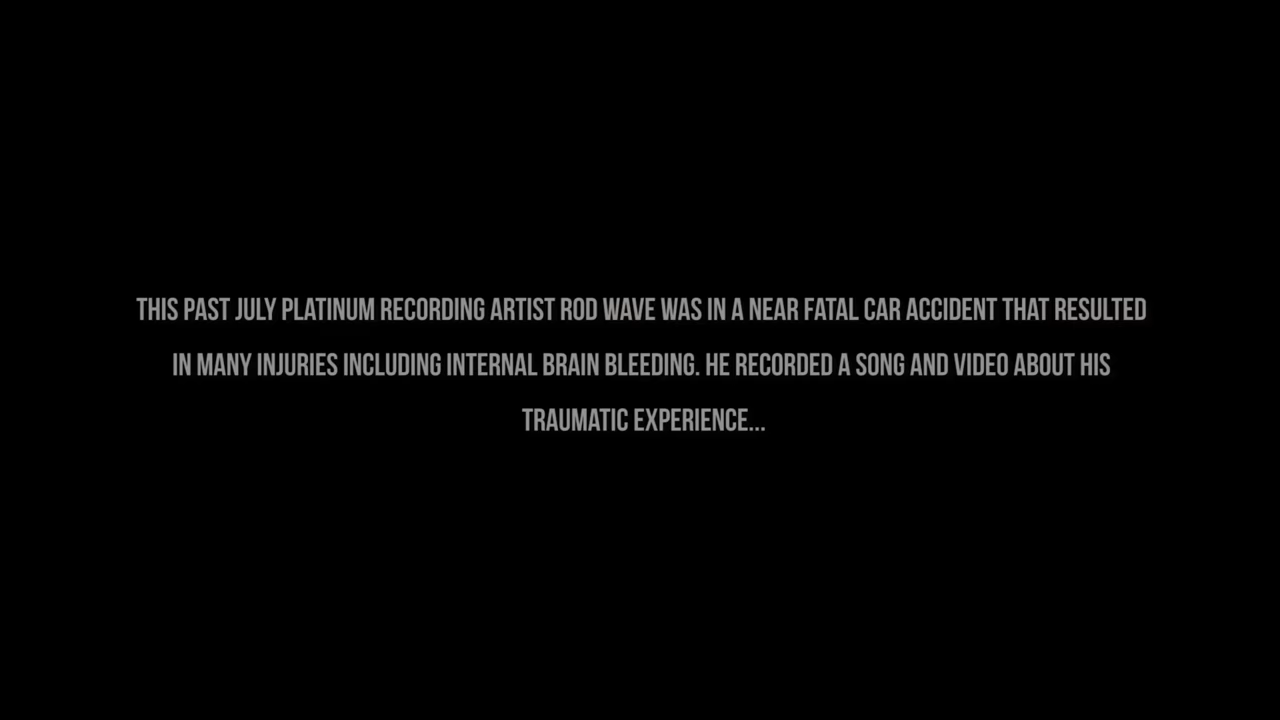 THIS PAST JULY PLATINUM RECORDING ARTIST ROD WAVE WAS IN A NEAR FATAL CAR ACCIDENT THAT RESULTED
IN MANY INJURIES INCLUDING INTERNAL BRAIN BLEEDING. HE RECORDED A SONG AND VIDEO ABOUT HIS
TRAUMATIC EXPERIENCE...